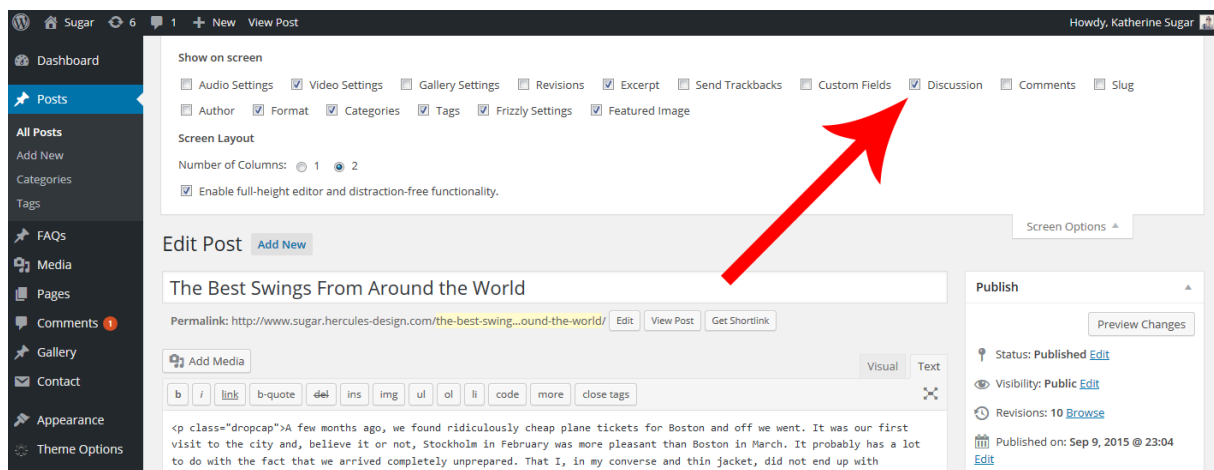 Sugar 6 1 + New View Post Howdy, Katherine Sugar
Dashboard
Posts
All Posts
Add New
Categories
Tags
FAQs
Media
Pages
Comments 1
Gallery
Contact
Appearance
Theme Options
Show on screen
Audio Settings Video Settings Gallery Settings Revisions Excerpt Send Trackbacks Custom Fields Discussion Comments Slug
Author Format Categories Tags Frizzly Settings Featured Image
Screen Layout
Number of Columns: 1 2
Enable full-height editor and distraction-free functionality.
Screen Options
Edit Post Add New
The Best Swings From Around the World
Permalink: http://www.sugar.hercules-design.com/the-best-swing...ound-the-world/ Edit View Post Get Shortlink
Add Media
Visual Text
b i link b-quote del ins img ul ol li code more close tags
<p class="dropcap">A few months ago, we found ridiculously cheap plane tickets for Boston and off we went. It was our first
visit to the city and, believe it or not, Stockholm in February was more pleasant than Boston in March. It probably has a lot
to do with the fact that we arrived completely unprepared. That I, in my converse and thin jacket, did not end up with
Publish
Preview Changes
Status: Published Edit
Visibility: Public Edit
Revisions: 10 Browse
Published on: Sep 9, 2015 @ 23:04
Edit